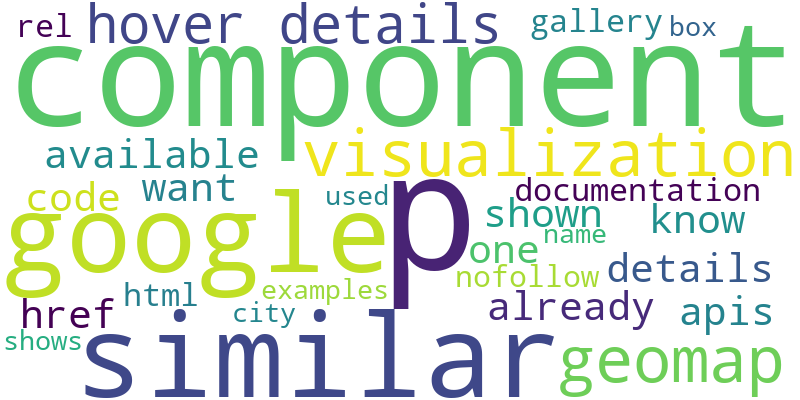 rel
hover details
gallery
box
component
available
visualization
code
want
used
p
documentation
google
shown
know
one
name
details
nofollow
html
examples
href
city
already
apis
shows
similar
geomap